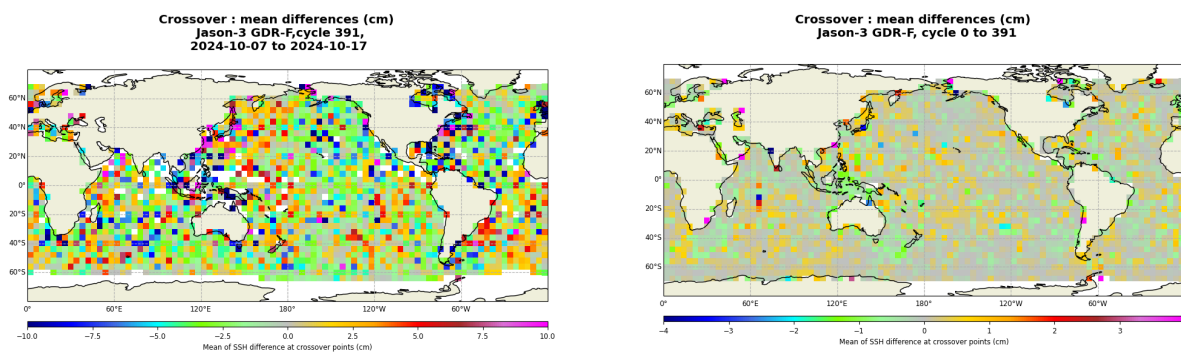 Crossover : mean differences (cm)
Jason-3 GDR-F,cycle 391,
2024-10-07 to 2024-10-17
60°N
40°N
20°N
0°
20°S
40°S
60°S
0° 60°E 120°E 180° 120°W 60°W
−10.0 −7.5 −5.0 −2.5 0.0 2.5 5.0 7.5 10.0
Mean of SSH difference at crossover points (cm)
Crossover : mean differences (cm)
Jason-3 GDR-F, cycle 0 to 391
60°N
40°N
20°N
0°
20°S
40°S
60°S
0° 60°E 120°E 180° 120°W 60°W
−4 −3 −2 −1 0 1 2 3
Mean of SSH difference at crossover points (cm)